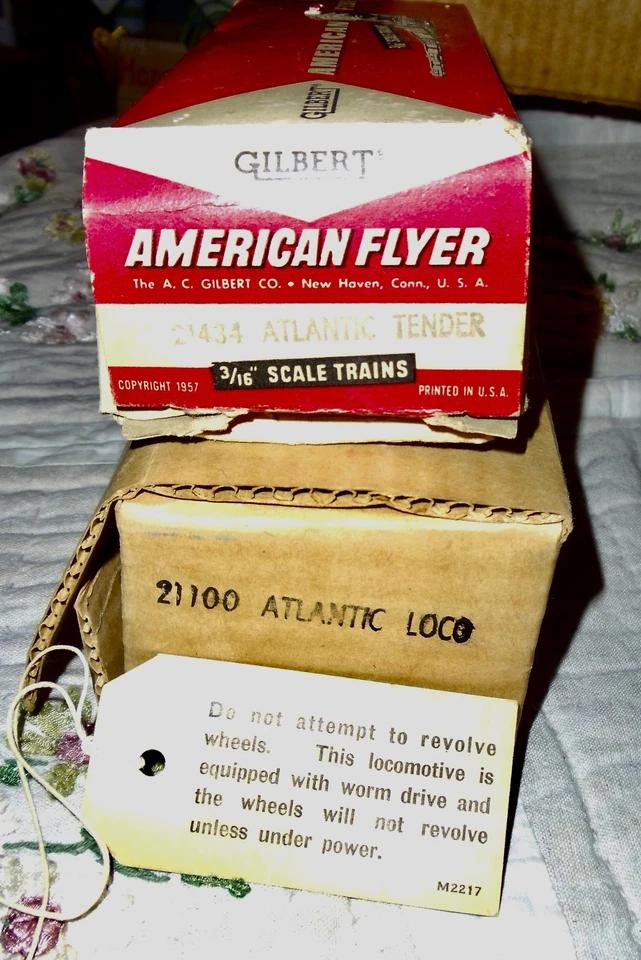 AMERICAN
GILBERT
GILBERT
AMERICAN FLYER
The A. C. GILBERT CO. • New Haven, Conn., U. S. A.
21434 ATLANTIC TENDER
3/16" SCALE TRAINS
COPYRIGHT 1957
PRINTED IN U.S.A.
21100 ATLANTIC LOCO
Do not attempt to revolve
wheels. This locomotive is
equipped with worm drive and
the wheels will not revolve
unless under power.
M2217